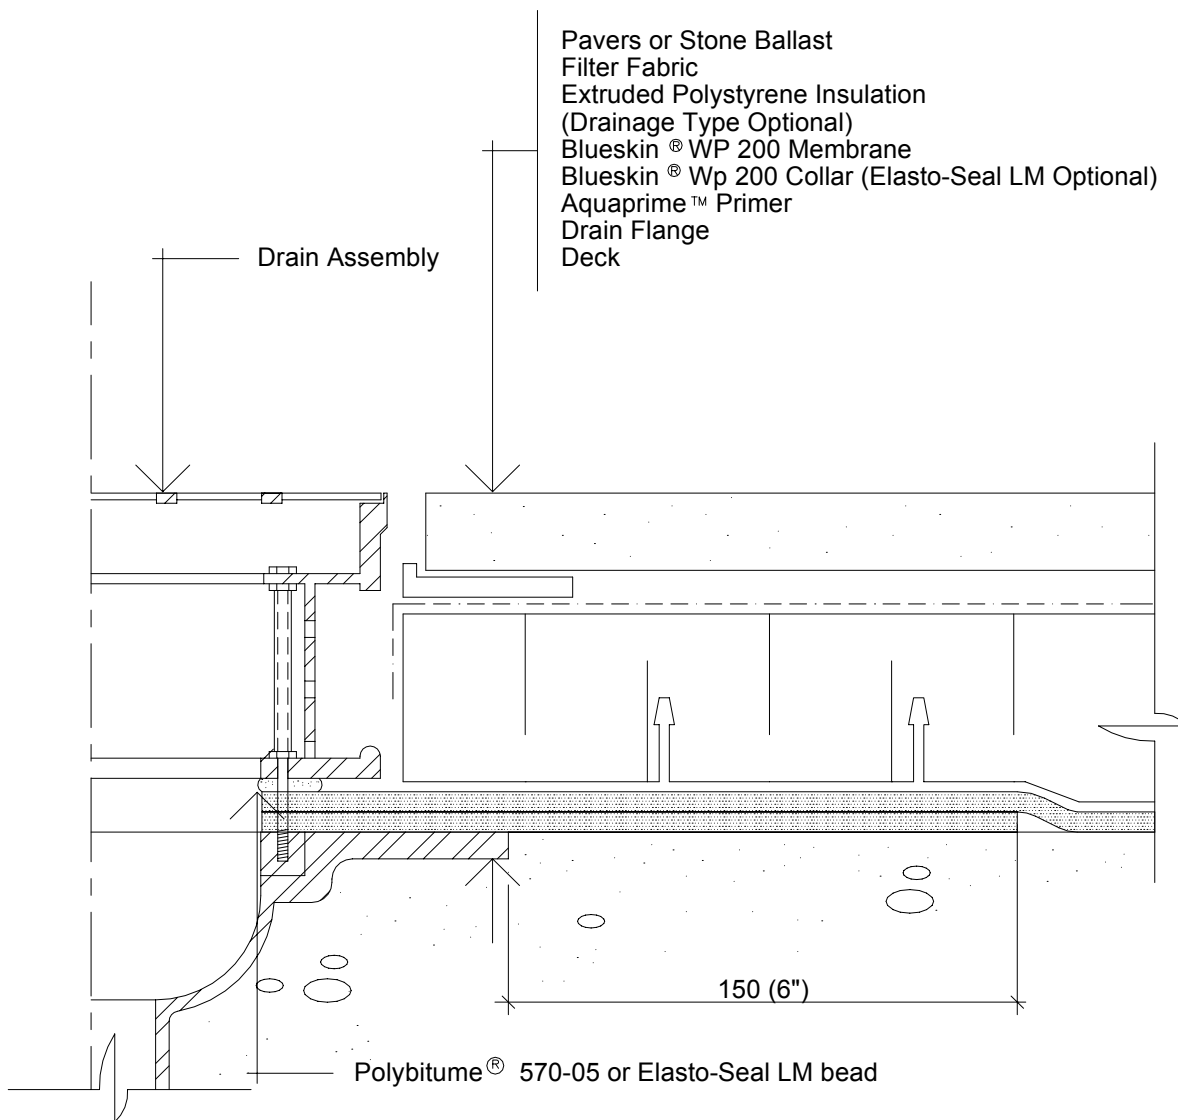 Pavers or Stone Ballast
Filter Fabric
Extruded Polystyrene Insulation
(Drainage Type Optional)
Blueskin ® WP 200 Membrane
Blueskin ® Wp 200 Collar (Elasto-Seal LM Optional)
Aquaprime™ Primer
Drain Flange
Deck
Drain Assembly
150 (6")
Polybitume® 570-05 or Elasto-Seal LM bead